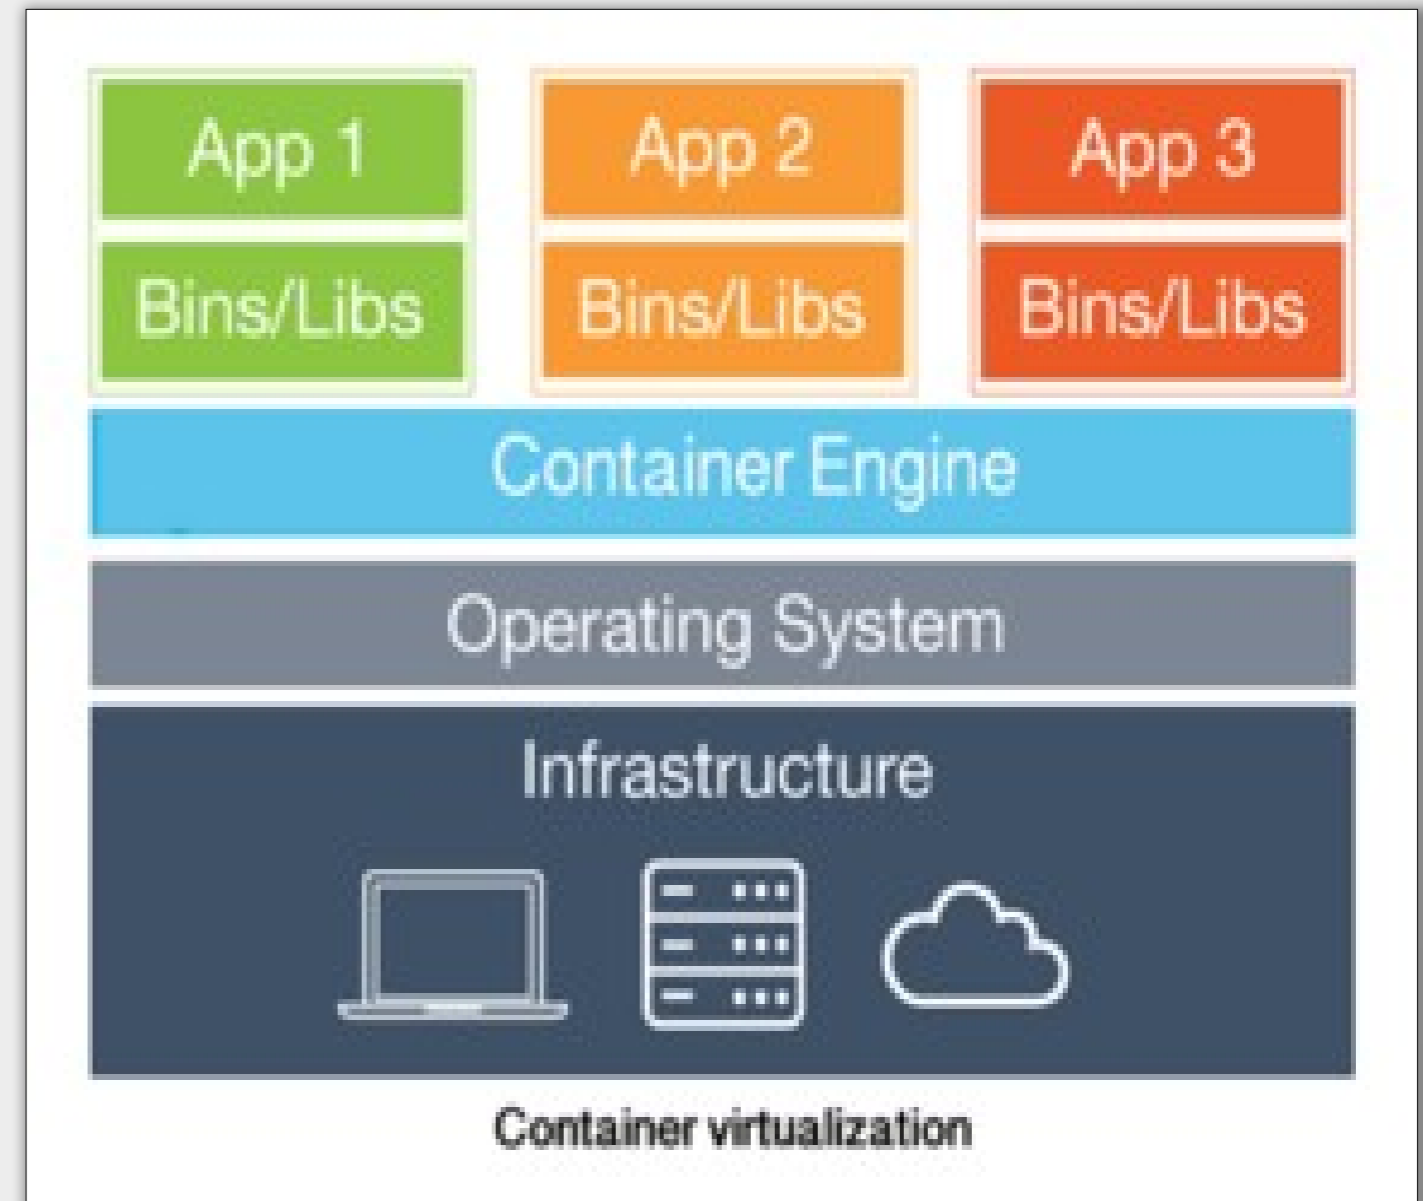 App 1
App 2
App 3
Bins/Libs
Bins/Libs
Bins/Libs
Container Engine
Operating System
Infrastructure
Container virtualization